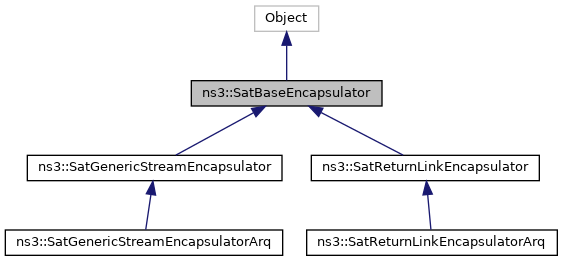 Object
ns3::SatBaseEncapsulator
ns3::SatGenericStreamEncapsulator
ns3::SatReturnLinkEncapsulator
ns3::SatGenericStreamEncapsulatorArq
ns3::SatReturnLinkEncapsulatorArq